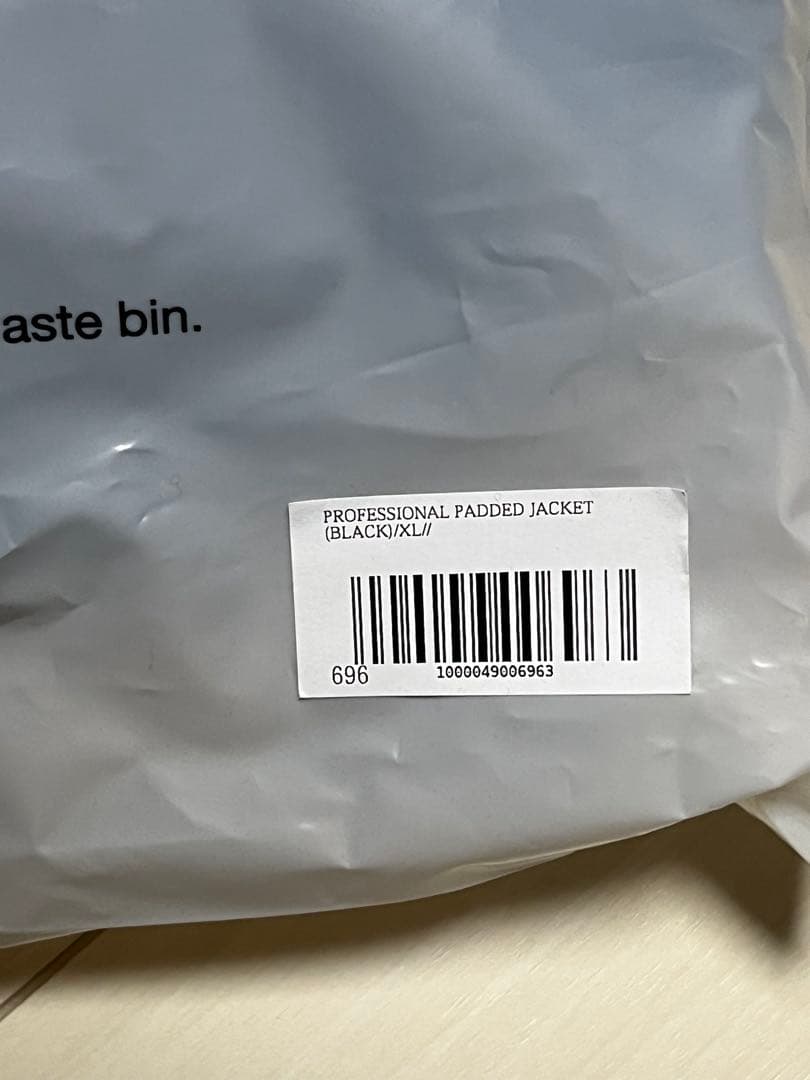 aste bin.
PROFESSIONAL PADDED JACKET
(BLACK)/XL//
696
1000049006963